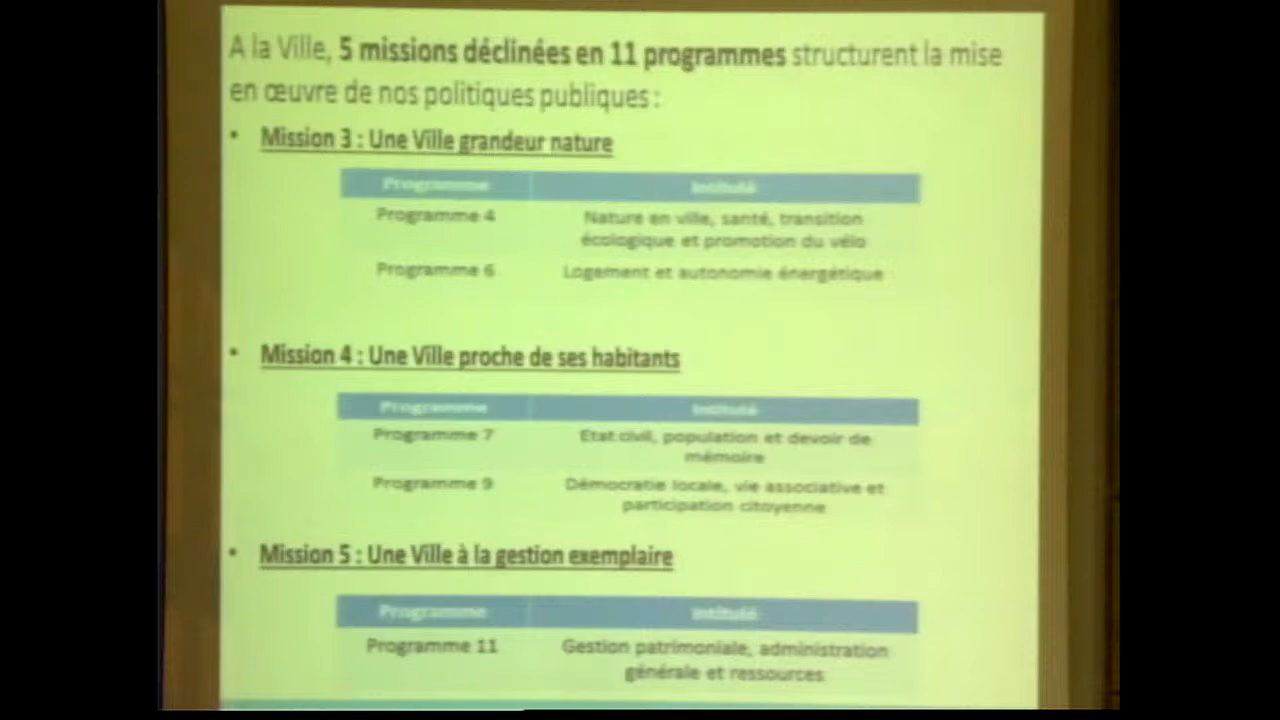 A la Ville, 5 missions déclinées en 11 programmes structurent la mise
en œuvre de nos politiques publiques :
• Mission 3 : Une Ville grandeur nature
Programme Intitulé
Programme 4 Nature en ville, santé, transition
écologique et promotion du vélo
Programme 6 Logement et autonomie énergétique
• Mission 4 : Une Ville proche de ses habitants
Programme Intitulé
Programme 7 Etat civil, population et devoir de
mémoire
Programme 9 Démocratie locale, vie associative et
participation citoyenne
• Mission 5 : Une Ville à la gestion exemplaire
Programme Intitulé
Programme 11 Gestion patrimoniale, administration
générale et ressources